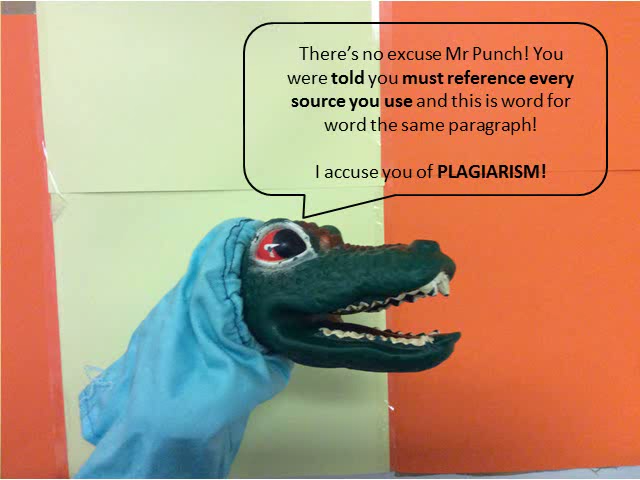 There’s no excuse Mr Punch! You
were told you must reference every
source you use and this is word for
word the same paragraph!
I accuse you of PLAGIARISM!